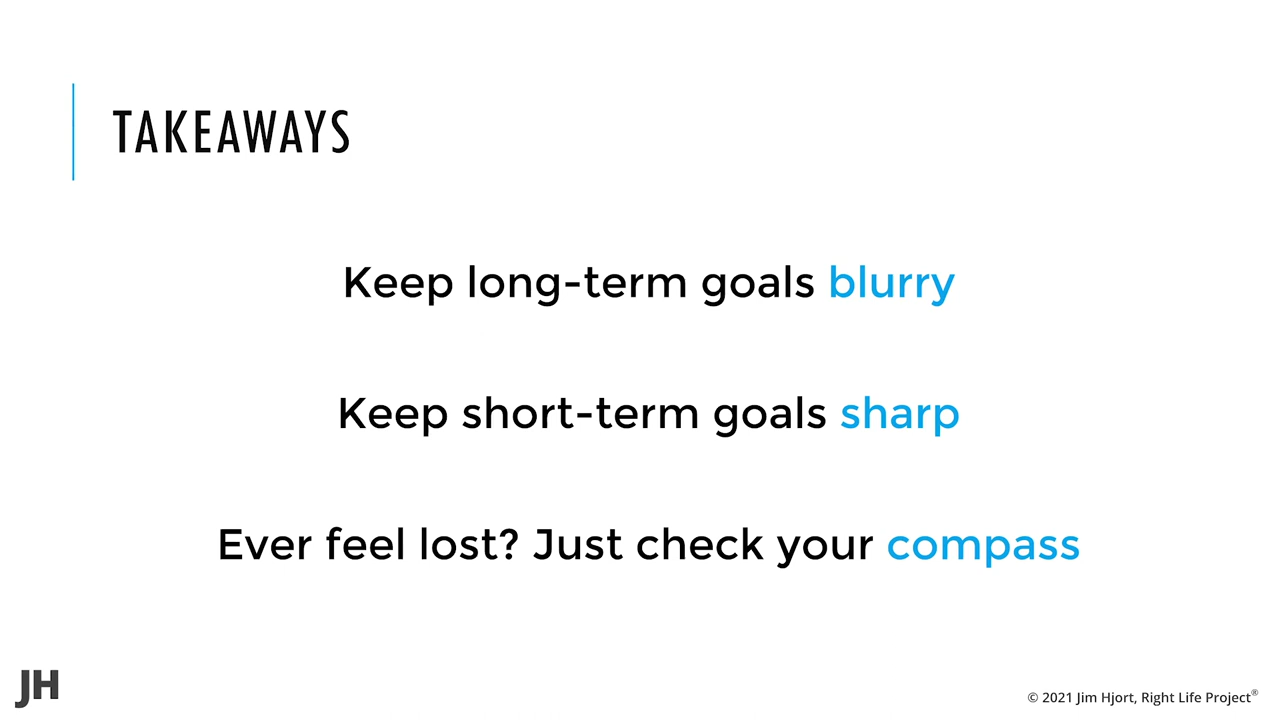 TAKEAWAYS
Keep long-term goals blurry
Keep short-term goals sharp
Ever feel lost? Just check your compass
JH
© 2021 Jim Hjort, Right Life Project®